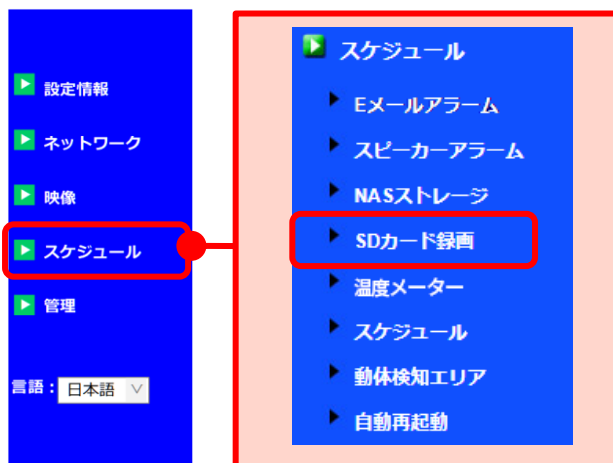 設定情報
ネットワーク
映像
スケジュール
管理
言語：日本語
スケジュール
Eメールアラーム
スピーカーアラーム
NASストレージ
SDカード録画
温度メーター
スケジュール
動体検知エリア
自動再起動